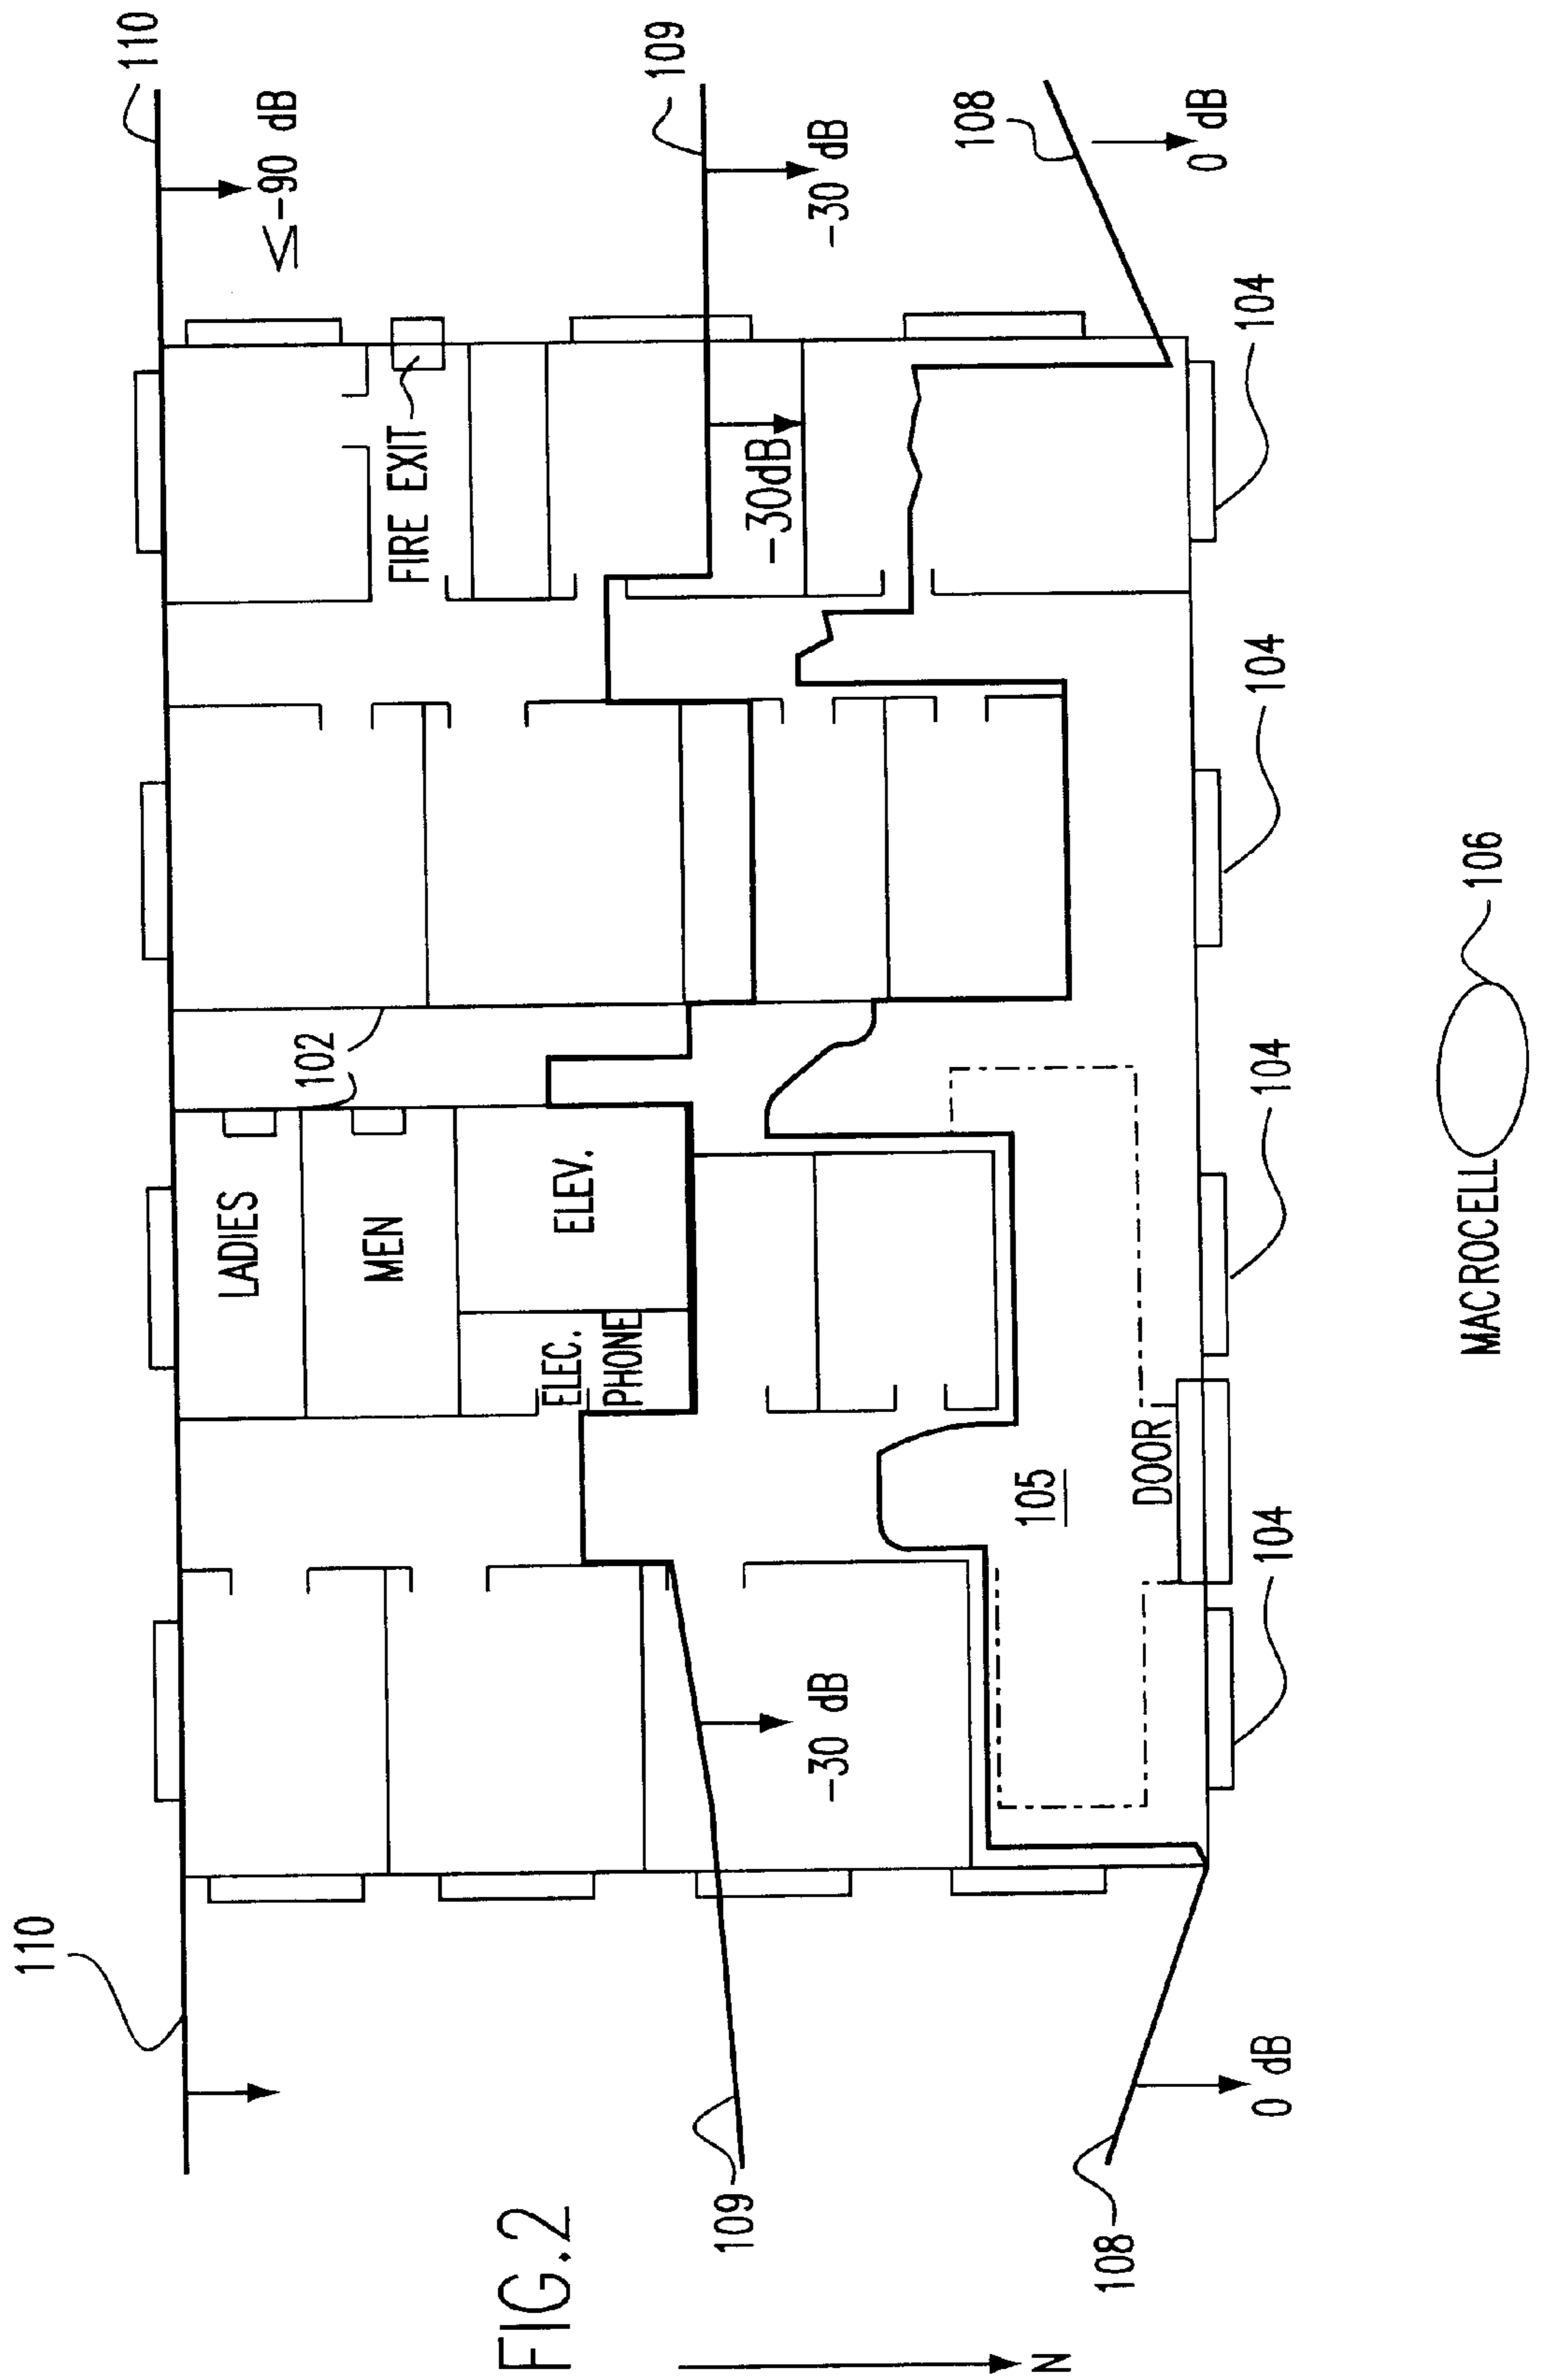 110
110
LADIES
≤-90 dB
102
MEN
FIRE EXIT
FIG.2
ELEC.
PHONE
ELEV.
109
109
-30dB
-30 dB
-30 dB
108
105
N
108
DOOR
0 dB
0 dB
104
104
104
104
MACROCELL
106